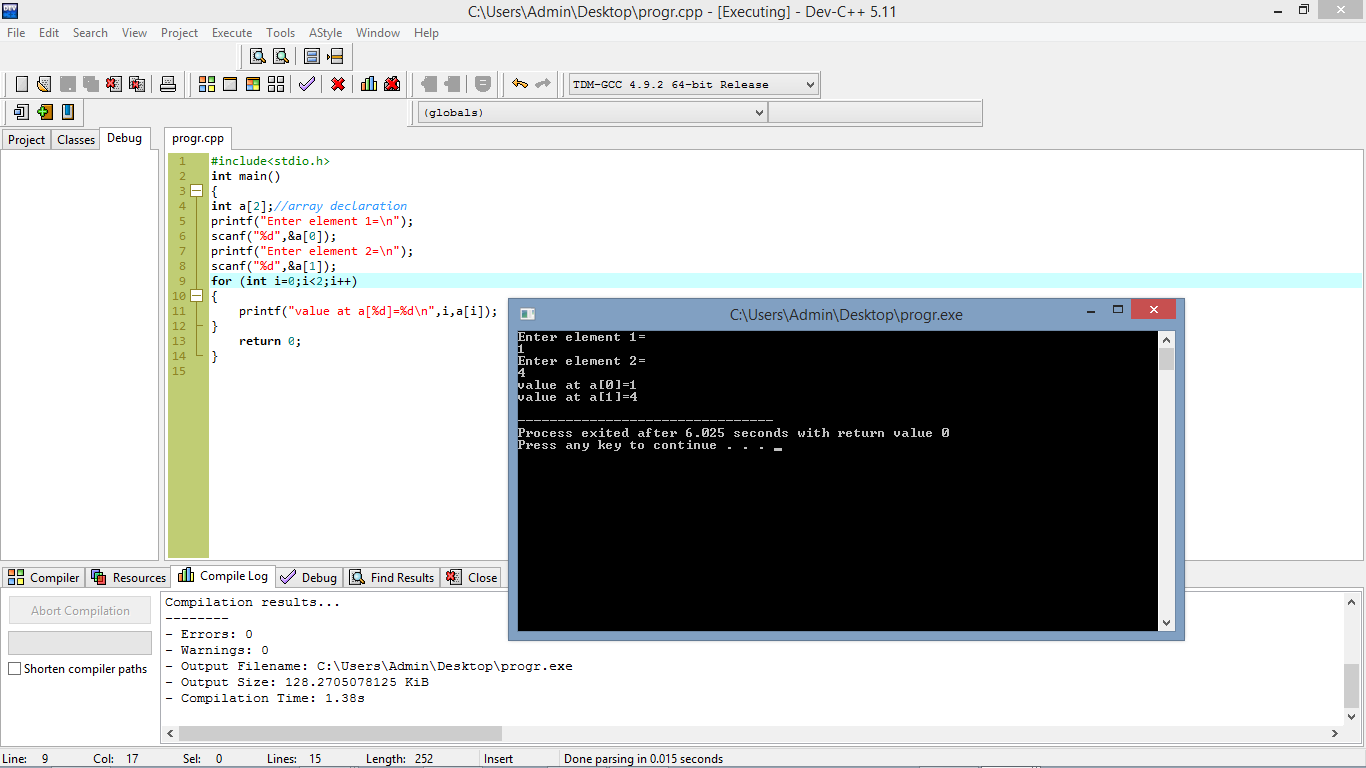 C:\Users\Admin\Desktop\progr.cpp - [Executing] - Dev-C++ 5.11
File Edit Search View Project Execute Tools AStyle Window Help
TDM-GCC 4.9.2 64-bit Release
(globals)
Project Classes Debug
progr.cpp
1 #include<stdio.h>
2 int main()
3 {
4 int a[2];//array declaration
5 printf("Enter element 1=\n");
6 scanf("%d",&a[0]);
7 printf("Enter element 2=\n");
8 scanf("%d",&a[1]);
9 for (int i=0;i<2;i++)
10 {
11 printf("value at a[%d]=%d\n",i,a[i]);
12 }
13 return 0;
14 }
15
C:\Users\Admin\Desktop\progr.exe
Enter element 1=
1
Enter element 2=
4
value at a[0]=1
value at a[1]=4
--------------------------------
Process exited after 6.025 seconds with return value 0
Press any key to continue . . .
Compiler Resources Compile Log Debug Find Results Close
Abort Compilation
Shorten compiler paths
Compilation results...
--------
- Errors: 0
- Warnings: 0
- Output Filename: C:\Users\Admin\Desktop\progr.exe
- Output Size: 128.2705078125 KiB
- Compilation Time: 1.38s
Line: 9 Col: 17 Sel: 0 Lines: 15 Length: 252 Insert Done parsing in 0.015 seconds